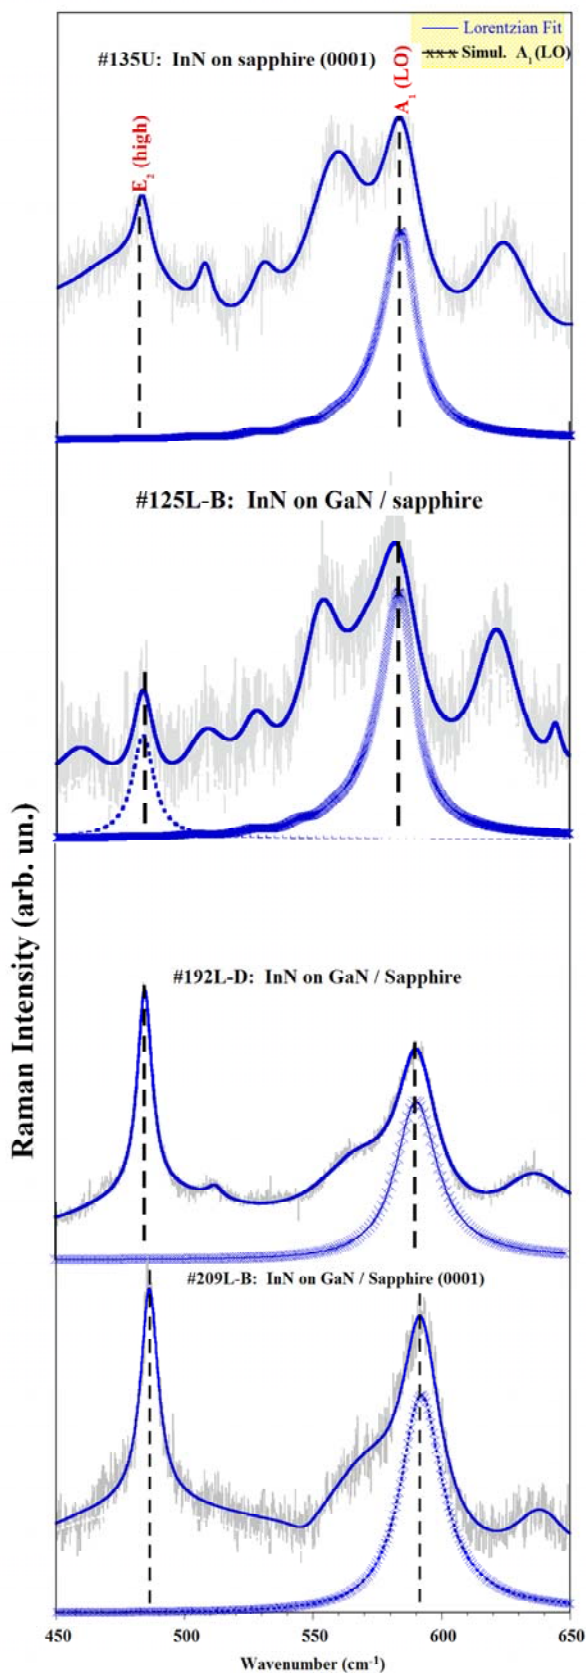 Lorentzian Fit
××× Simul. A₁(LO)
#135U: InN on sapphire (0001)
E₂ (high)
A₁ (LO)
#125L-B: InN on GaN / sapphire
Raman Intensity (arb. un.)
#192L-D: InN on GaN / Sapphire
#209L-B: InN on GaN / Sapphire (0001)
450 500 550 600 650
Wavenumber (cm⁻¹)